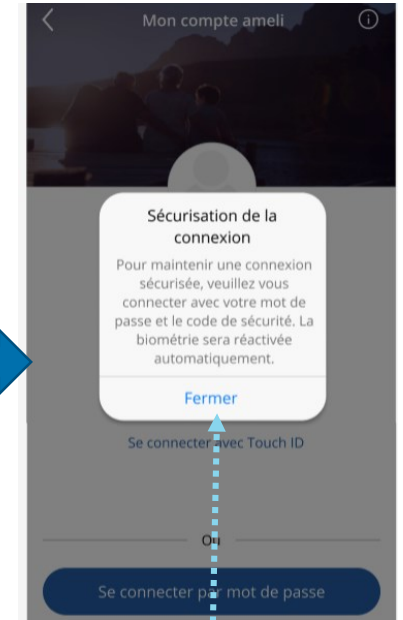 Mon compte ameli
Sécurisation de la
connexion
Pour maintenir une connexion
sécurisée, veuillez vous
connecter avec votre mot de
passe et le code de sécurité. La
biométrie sera réactivée
automatiquement.
Fermer
Se connecter avec Touch ID
Ou
Se connecter par mot de passe